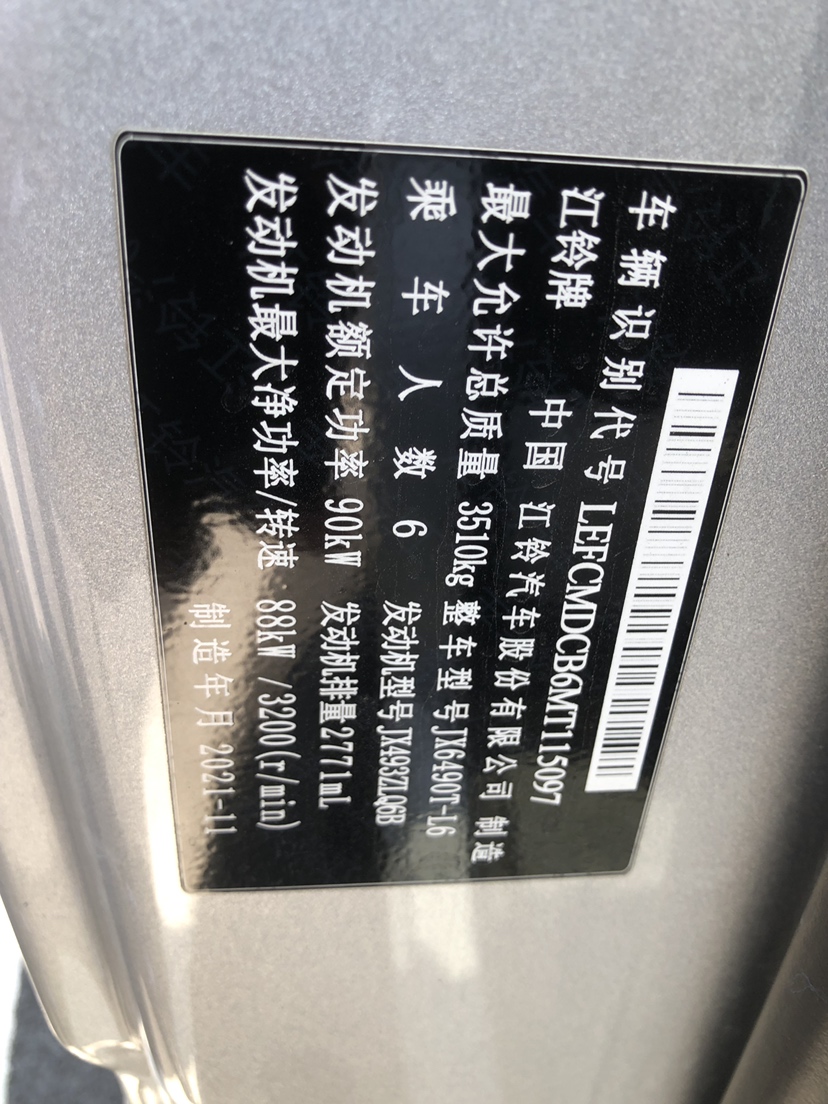 车辆识别代号 LEFCMDCB6MT115097
江铃牌 中国 江铃汽车股份有限公司 制造
最大允许总质量 3510kg 整车型号 JX6490T-L6
乘车人数 6 发动机型号 JX493ZLQ6B
发动机额定功率 90kW 发动机排量 2771mL
发动机最大净功率/转速 88kW /3200(r/min)
制造年月 2021-11